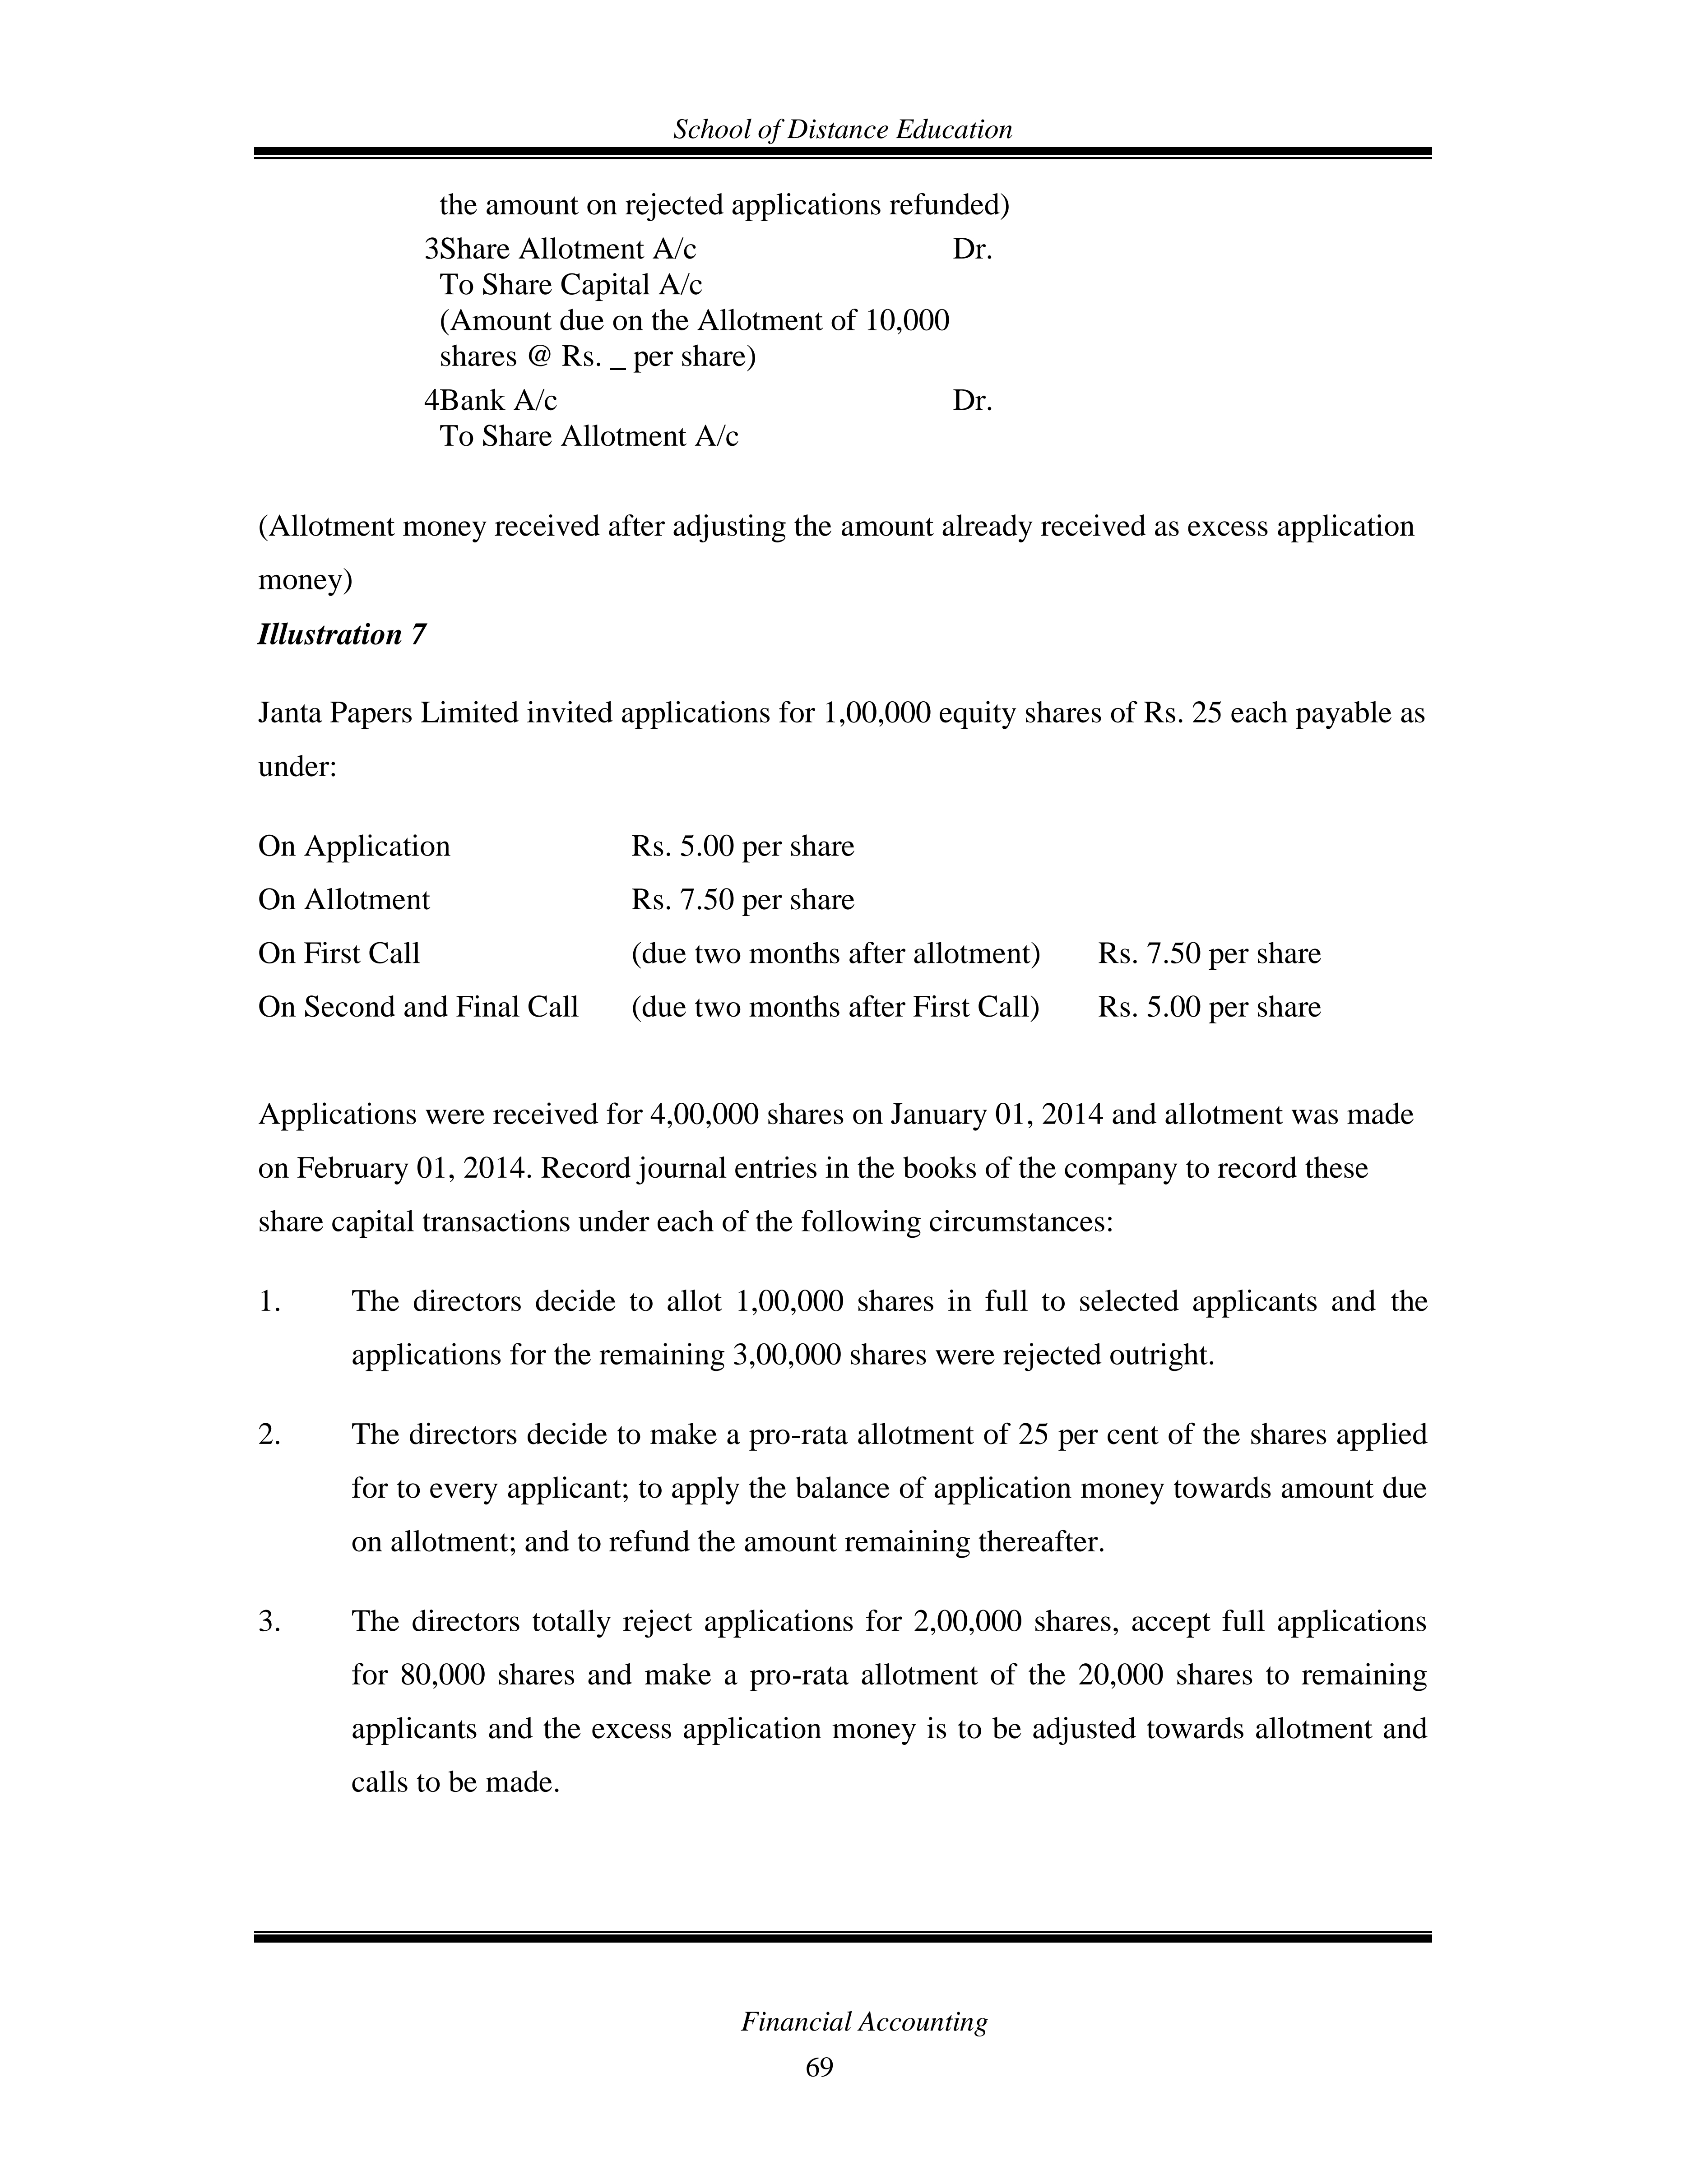 School of Distance Education
the amount on rejected applications refunded)
3Share Allotment A/c Dr.
To Share Capital A/c
(Amount due on the Allotment of 10,000
shares @ Rs. _ per share)
4Bank A/c Dr.
To Share Allotment A/c
(Allotment money received after adjusting the amount already received as excess application
money)
Illustration 7
Janta Papers Limited invited applications for 1,00,000 equity shares of Rs. 25 each payable as
under:
On Application Rs. 5.00 per share
On Allotment Rs. 7.50 per share
On First Call (due two months after allotment) Rs. 7.50 per share
On Second and Final Call (due two months after First Call) Rs. 5.00 per share
Applications were received for 4,00,000 shares on January 01, 2014 and allotment was made
on February 01, 2014. Record journal entries in the books of the company to record these
share capital transactions under each of the following circumstances:
1. The directors decide to allot 1,00,000 shares in full to selected applicants and the
applications for the remaining 3,00,000 shares were rejected outright.
2. The directors decide to make a pro-rata allotment of 25 per cent of the shares applied
for to every applicant; to apply the balance of application money towards amount due
on allotment; and to refund the amount remaining thereafter.
3. The directors totally reject applications for 2,00,000 shares, accept full applications
for 80,000 shares and make a pro-rata allotment of the 20,000 shares to remaining
applicants and the excess application money is to be adjusted towards allotment and
calls to be made.
Financial Accounting
69